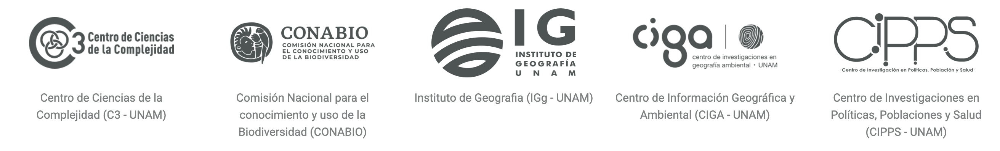 C3 Centro de Ciencias
de la Complejidad
Centro de Ciencias de la
Complejidad (C3 - UNAM)
CONABIO
COMISIÓN NACIONAL PARA
EL CONOCIMIENTO Y USO
DE LA BIODIVERSIDAD
Comisión Nacional para el
conocimiento y uso de la
Biodiversidad (CONABIO)
IG
INSTITUTO DE
GEOGRAFÍA
UNAM
Instituto de Geografia (IGg - UNAM)
ciga
centro de investigaciones en
geografía ambiental • UNAM
Centro de Información Geográfica y
Ambiental (CIGA - UNAM)
CiPPS
·Centro de Investigación en Políticas, Población y Salud·
Centro de Investigaciones en
Políticas, Poblaciones y Salud
(CIPPS - UNAM)